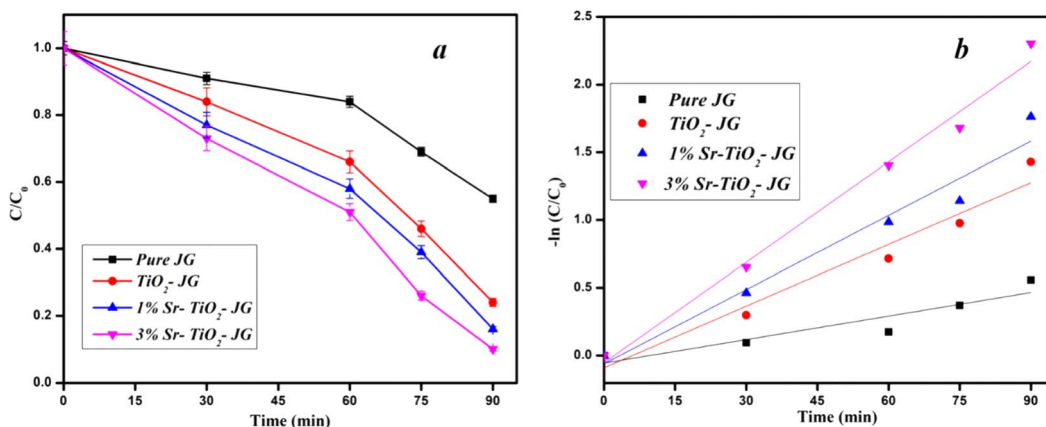 a
1.0
0.8
0.6
0.4
0.2
0.0
C/C₀
Pure JG
TiO₂- JG
1% Sr- TiO₂- JG
3% Sr- TiO₂- JG
0 15 30 45 60 75 90
Time (min)
b
-2.5
2.0
1.5
1.0
0.5
0.0
-ln (C/C₀)
Pure JG
TiO₂- JG
1% Sr-TiO₂- JG
3% Sr-TiO₂- JG
0 15 30 45 60 75 90
Time (min)